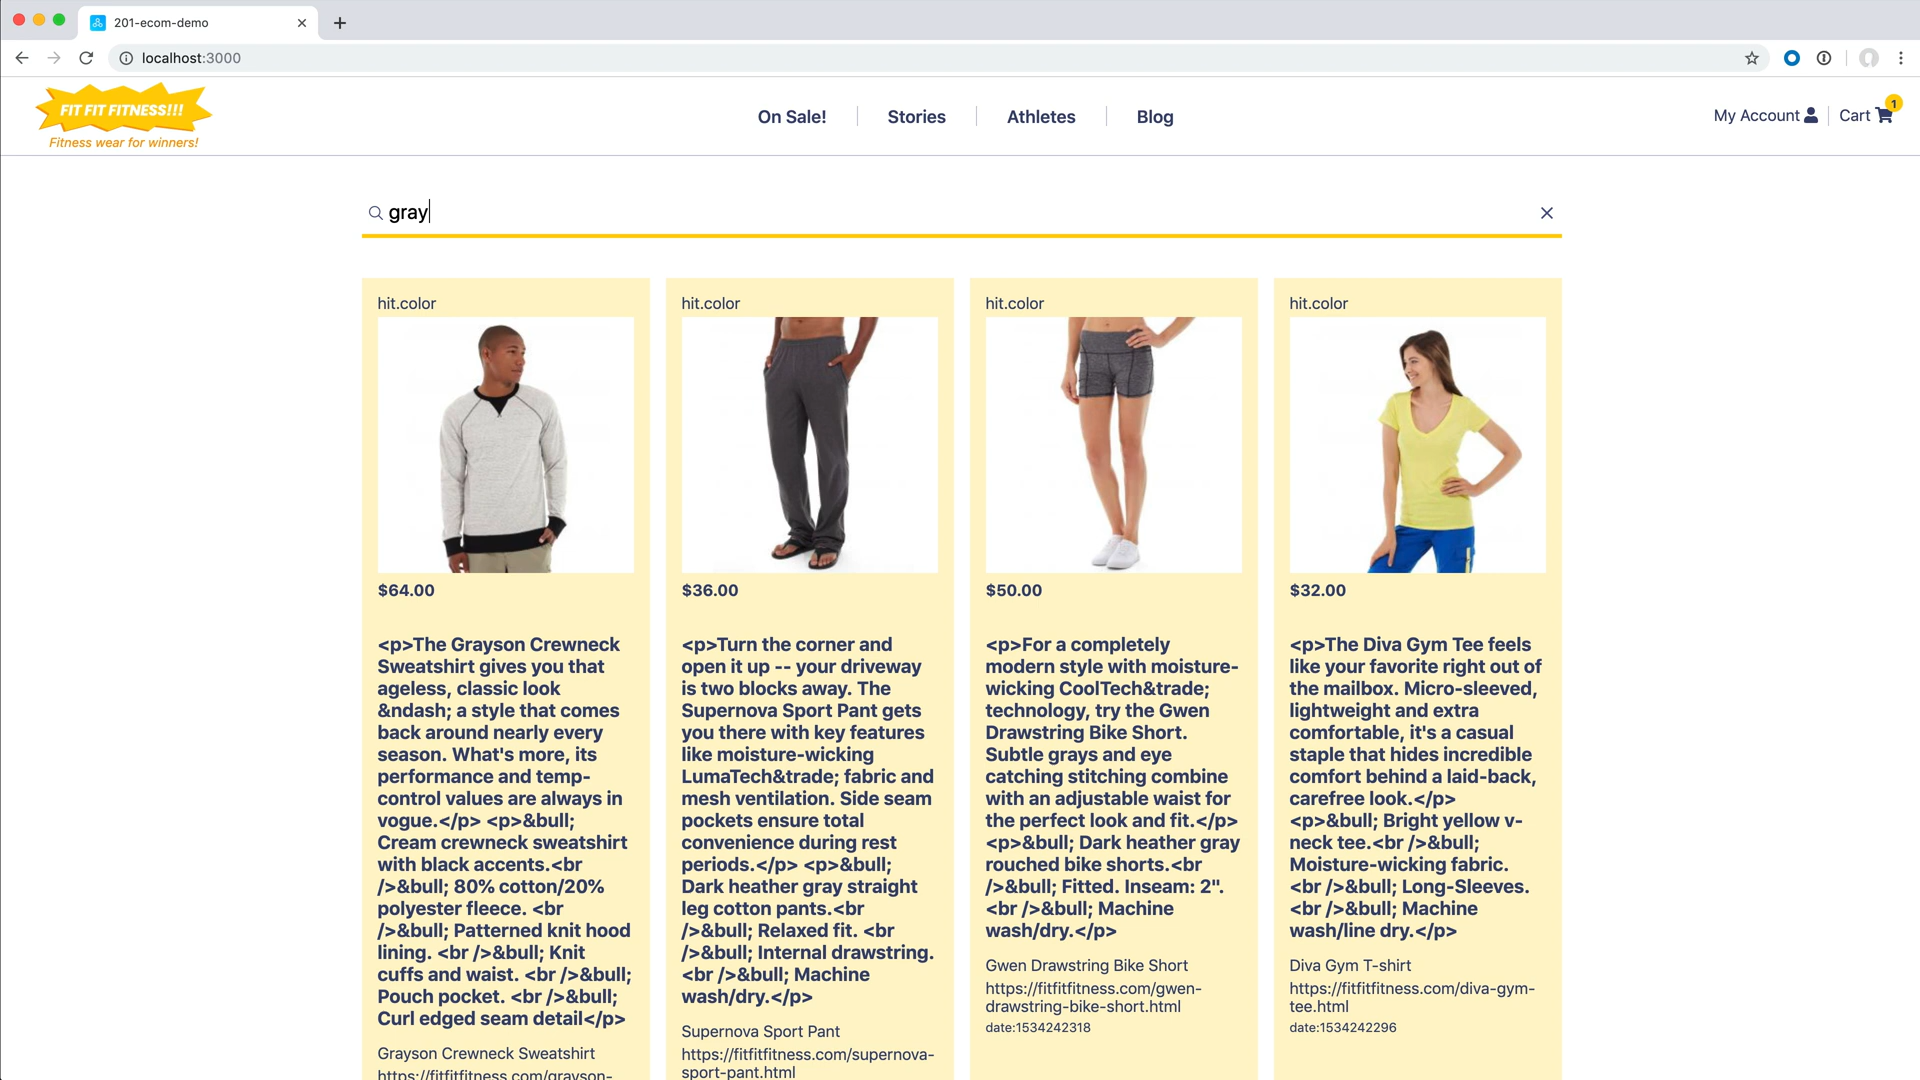 201-ecom-demo
localhost:3000
FIT FIT FITNESS!!!
Fitness wear for winners!
On Sale!
Stories
Athletes
Blog
My Account
Cart
1
gray
hit.color
$64.00
<p>The Grayson Crewneck
Sweatshirt gives you that
ageless, classic look
&ndash; a style that comes
back around nearly every
season. What's more, its
performance and temp-
control values are always in
vogue.</p> <p>&bull;
Cream crewneck sweatshirt
with black accents.<br
/>&bull; 80% cotton/20%
polyester fleece. <br
/>&bull; Patterned knit hood
lining. <br />&bull; Knit
cuffs and waist. <br />&bull;
Pouch pocket. <br />&bull;
Curl edged seam detail</p>
Grayson Crewneck Sweatshirt
https://fitfitfitness.com/grayson-
hit.color
$36.00
<p>Turn the corner and
open it up -- your driveway
is two blocks away. The
Supernova Sport Pant gets
you there with key features
like moisture-wicking
LumaTech&trade; fabric and
mesh ventilation. Side seam
pockets ensure total
convenience during rest
periods.</p> <p>&bull;
Dark heather gray straight
leg cotton pants.<br
/>&bull; Relaxed fit. <br
/>&bull; Internal drawstring.
<br />&bull; Machine
wash/dry.</p>
Supernova Sport Pant
https://fitfitfitness.com/supernova-
sport-pant.html
hit.color
$50.00
<p>For a completely
modern style with moisture-
wicking CoolTech&trade;
technology, try the Gwen
Drawstring Bike Short.
Subtle grays and eye
catching stitching combine
with an adjustable waist for
the perfect look and fit.</p>
<p>&bull; Dark heather gray
rouched bike shorts.<br
/>&bull; Fitted. Inseam: 2".
<br />&bull; Machine
wash/dry.</p>
Gwen Drawstring Bike Short
https://fitfitfitness.com/gwen-
drawstring-bike-short.html
date:1534242318
hit.color
$32.00
<p>The Diva Gym Tee feels
like your favorite right out of
the mailbox. Micro-sleeved,
lightweight and extra
comfortable, it's a casual
staple that hides incredible
comfort behind a laid-back,
carefree look.</p>
<p>&bull; Bright yellow v-
neck tee.<br />&bull;
Moisture-wicking fabric.
<br />&bull; Long-Sleeves.
<br />&bull; Machine
wash/line dry.</p>
Diva Gym T-shirt
https://fitfitfitness.com/diva-gym-
tee.html
date:1534242296